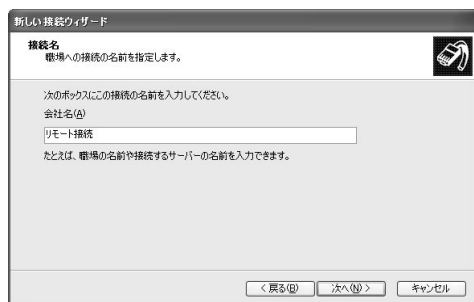 新しい接続ウィザード
接続名
職場への接続の名前を指定します。
次のボックスにこの接続の名前を入力してください。
会社名(A)
リモート接続
たとえば、職場の名前や接続するサーバーの名前を入力できます。
< 戻る(B) 次へ(N) > キャンセル